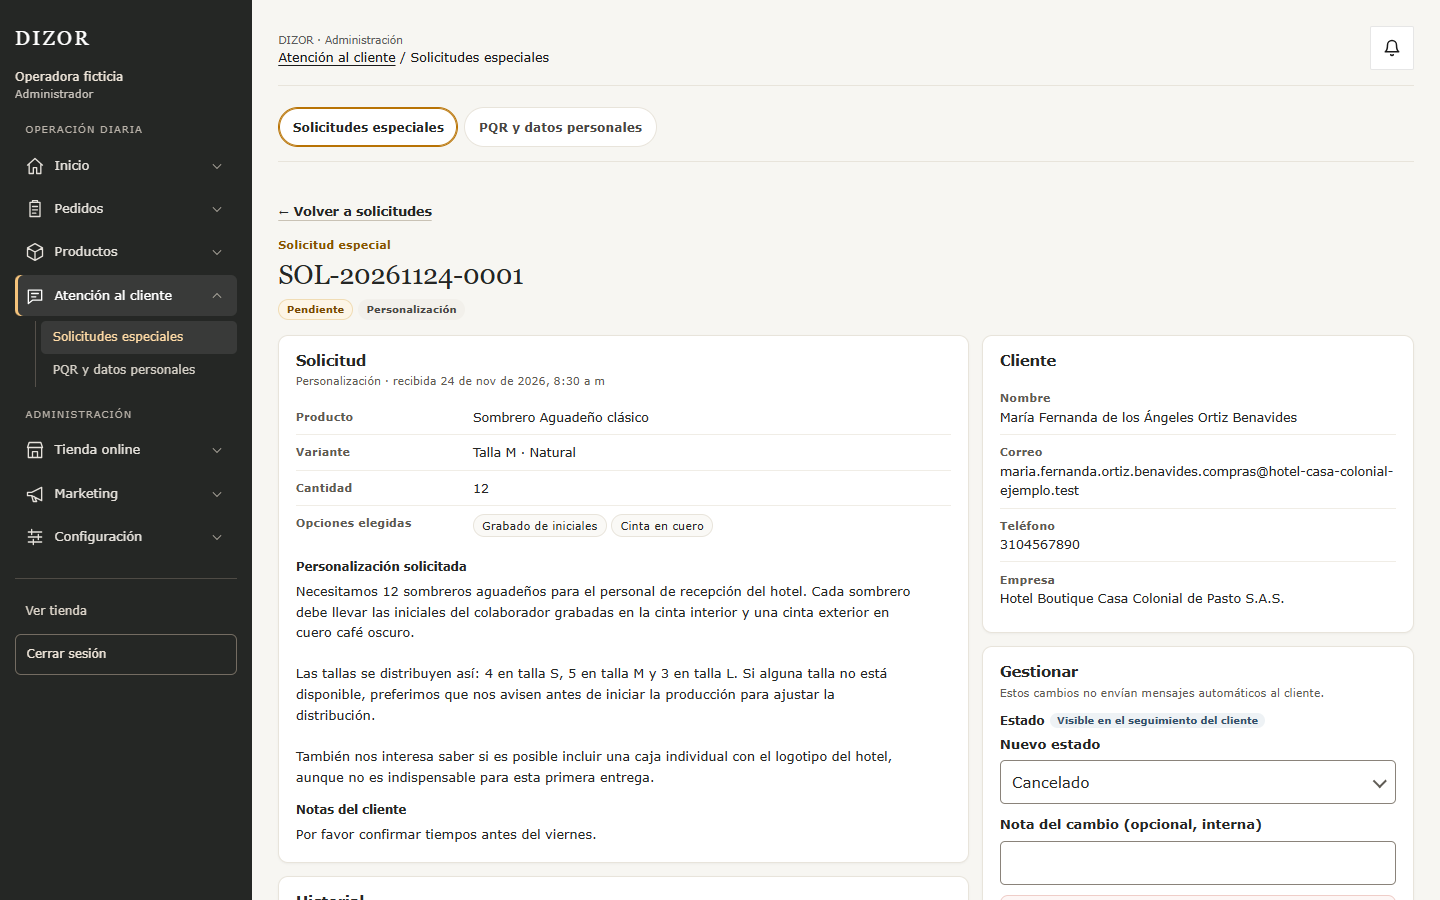 DIZOR
Operadora ficticia
Administrador
OPERACIÓN DIARIA
Inicio
Pedidos
Productos
Atención al cliente
Solicitudes especiales
PQR y datos personales
ADMINISTRACIÓN
Tienda online
Marketing
Configuración
Ver tienda
Cerrar sesión
DIZOR · Administración
Atención al cliente / Solicitudes especiales
Solicitudes especiales
PQR y datos personales
← Volver a solicitudes
Solicitud especial
SOL-20261124-0001
Pendiente
Personalización
Solicitud
Personalización · recibida 24 de nov de 2026, 8:30 a m
Producto
Sombrero Aguadeño clásico
Variante
Talla M · Natural
Cantidad
12
Opciones elegidas
Grabado de iniciales
Cinta en cuero
Personalización solicitada
Necesitamos 12 sombreros aguadeños para el personal de recepción del hotel. Cada sombrero
debe llevar las iniciales del colaborador grabadas en la cinta interior y una cinta exterior en
cuero café oscuro.
Las tallas se distribuyen así: 4 en talla S, 5 en talla M y 3 en talla L. Si alguna talla no está
disponible, preferimos que nos avisen antes de iniciar la producción para ajustar la
distribución.
También nos interesa saber si es posible incluir una caja individual con el logotipo del hotel,
aunque no es indispensable para esta primera entrega.
Notas del cliente
Por favor confirmar tiempos antes del viernes.
Historial
Cliente
Nombre
María Fernanda de los Ángeles Ortiz Benavides
Correo
maria.fernanda.ortiz.benavides.compras@hotel-casa-colonial-
ejemplo.test
Teléfono
3104567890
Empresa
Hotel Boutique Casa Colonial de Pasto S.A.S.
Gestionar
Estos cambios no envían mensajes automáticos al cliente.
Estado
Visible en el seguimiento del cliente
Nuevo estado
Cancelado
Nota del cambio (opcional, interna)